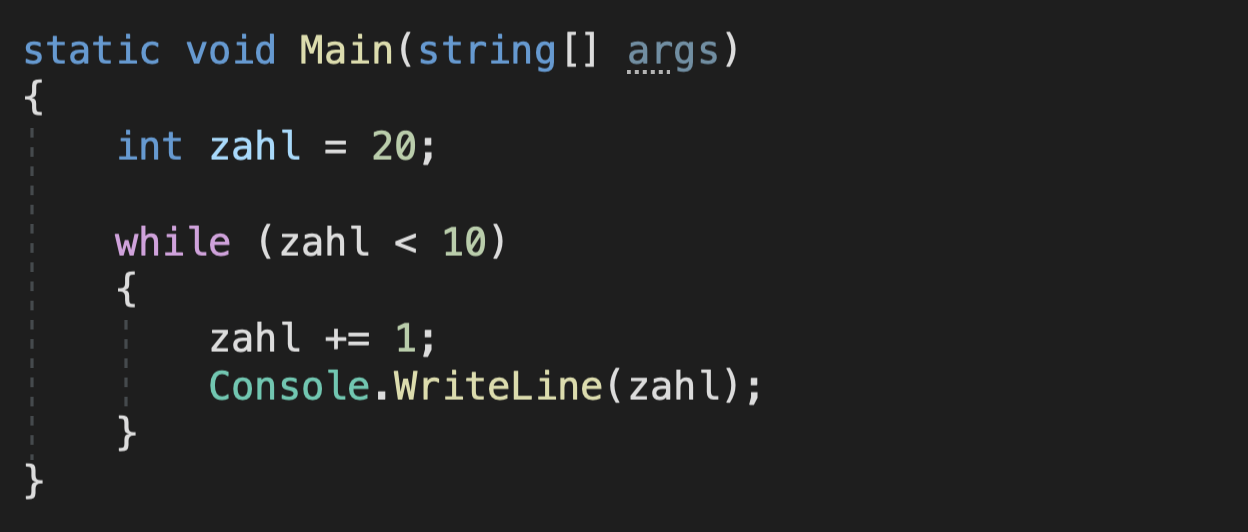 static void Main(string[] args)
{
    int zahl = 20;

    while (zahl < 10)
    {
        zahl += 1;
        Console.WriteLine(zahl);
    }
}